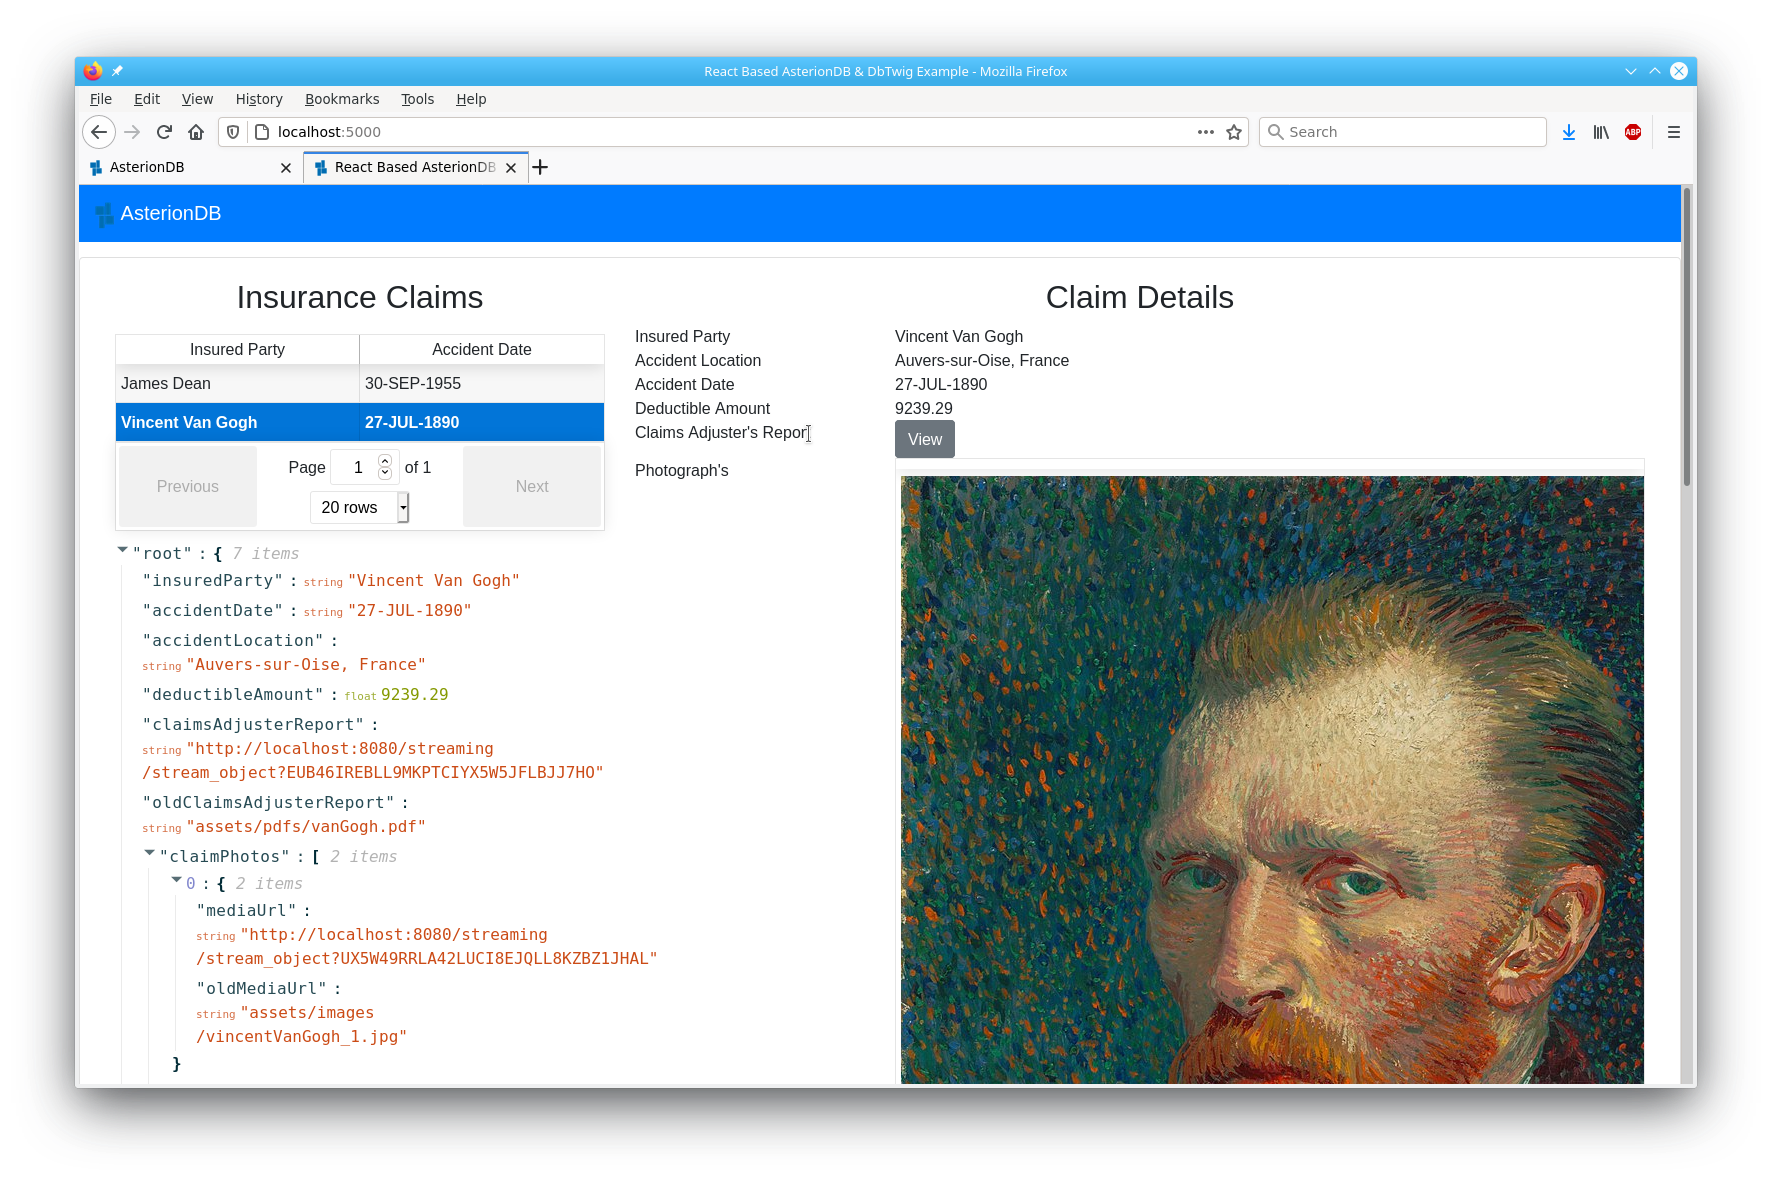 React Based AsterionDB & DbTwig Example - Mozilla Firefox
File Edit View History Bookmarks Tools Help
localhost:5000
Search
ABP
AsterionDB
React Based AsterionDB
AsterionDB
Insurance Claims
Insured Party Accident Date
James Dean 30-SEP-1955
Vincent Van Gogh 27-JUL-1890
Previous
Page 1 of 1
20 rows
Next
"root" : { 7 items
"insuredParty" : string "Vincent Van Gogh"
"accidentDate" : string "27-JUL-1890"
"accidentLocation" :
string "Auvers-sur-Oise, France"
"deductibleAmount" : float 9239.29
"claimsAdjusterReport" :
string "http://localhost:8080/streaming
/stream_object?EUB46IREBLL9MKPTCIYX5W5JFLBJJ7HO"
"oldClaimsAdjusterReport" :
string "assets/pdfs/vanGogh.pdf"
"claimPhotos" : [ 2 items
0 : { 2 items
"mediaUrl" :
string "http://localhost:8080/streaming
/stream_object?UX5W49RRLA42LUCI8EJQLL8KZBZ1JHAL"
"oldMediaUrl" :
string "assets/images
/vincentVanGogh_1.jpg"
}
Claim Details
Insured Party Vincent Van Gogh
Accident Location Auvers-sur-Oise, France
Accident Date 27-JUL-1890
Deductible Amount 9239.29
Claims Adjuster's Report View
Photograph's